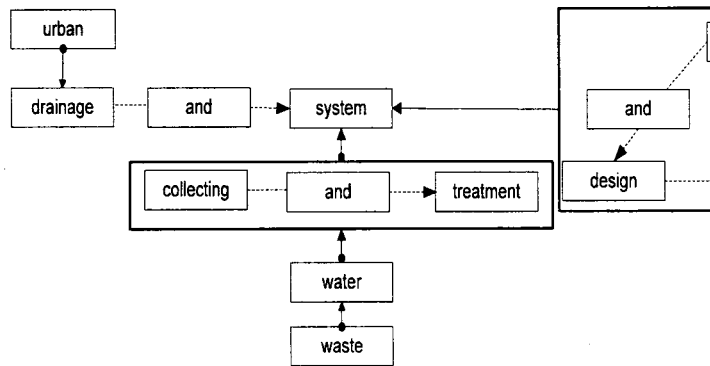 urban
drainage
and
system
and
design
collecting
and
treatment
water
waste